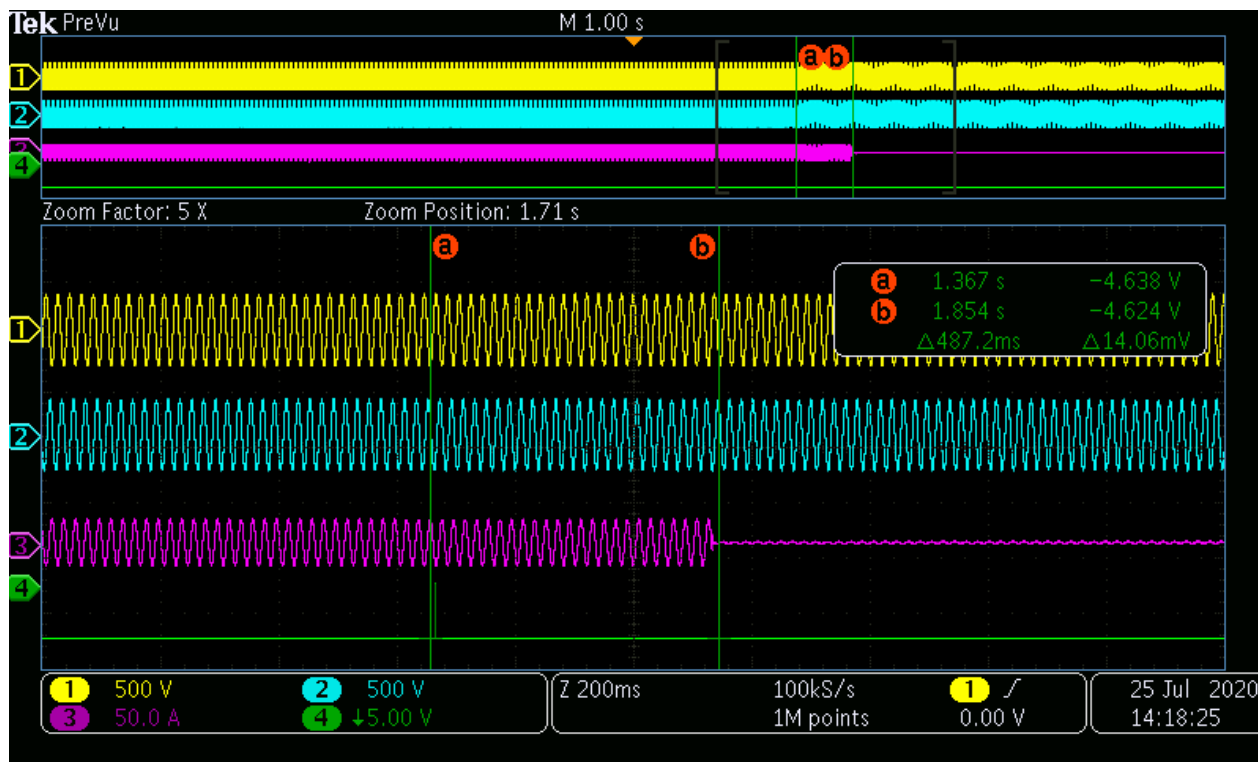 Tek PreVu M 1.00 s
a b
1
2
3
4
Zoom Factor: 5 X Zoom Position: 1.71 s
a b
a 1.367 s −4.638 V
b 1.854 s −4.624 V
△487.2ms △14.06mV
1
2
3
4
1 500 V 2 500 V Z 200ms 100kS/s 1 ∫ 25 Jul 2020
3 50.0 A 4 ↓5.00 V 1M points 0.00 V 14:18:25